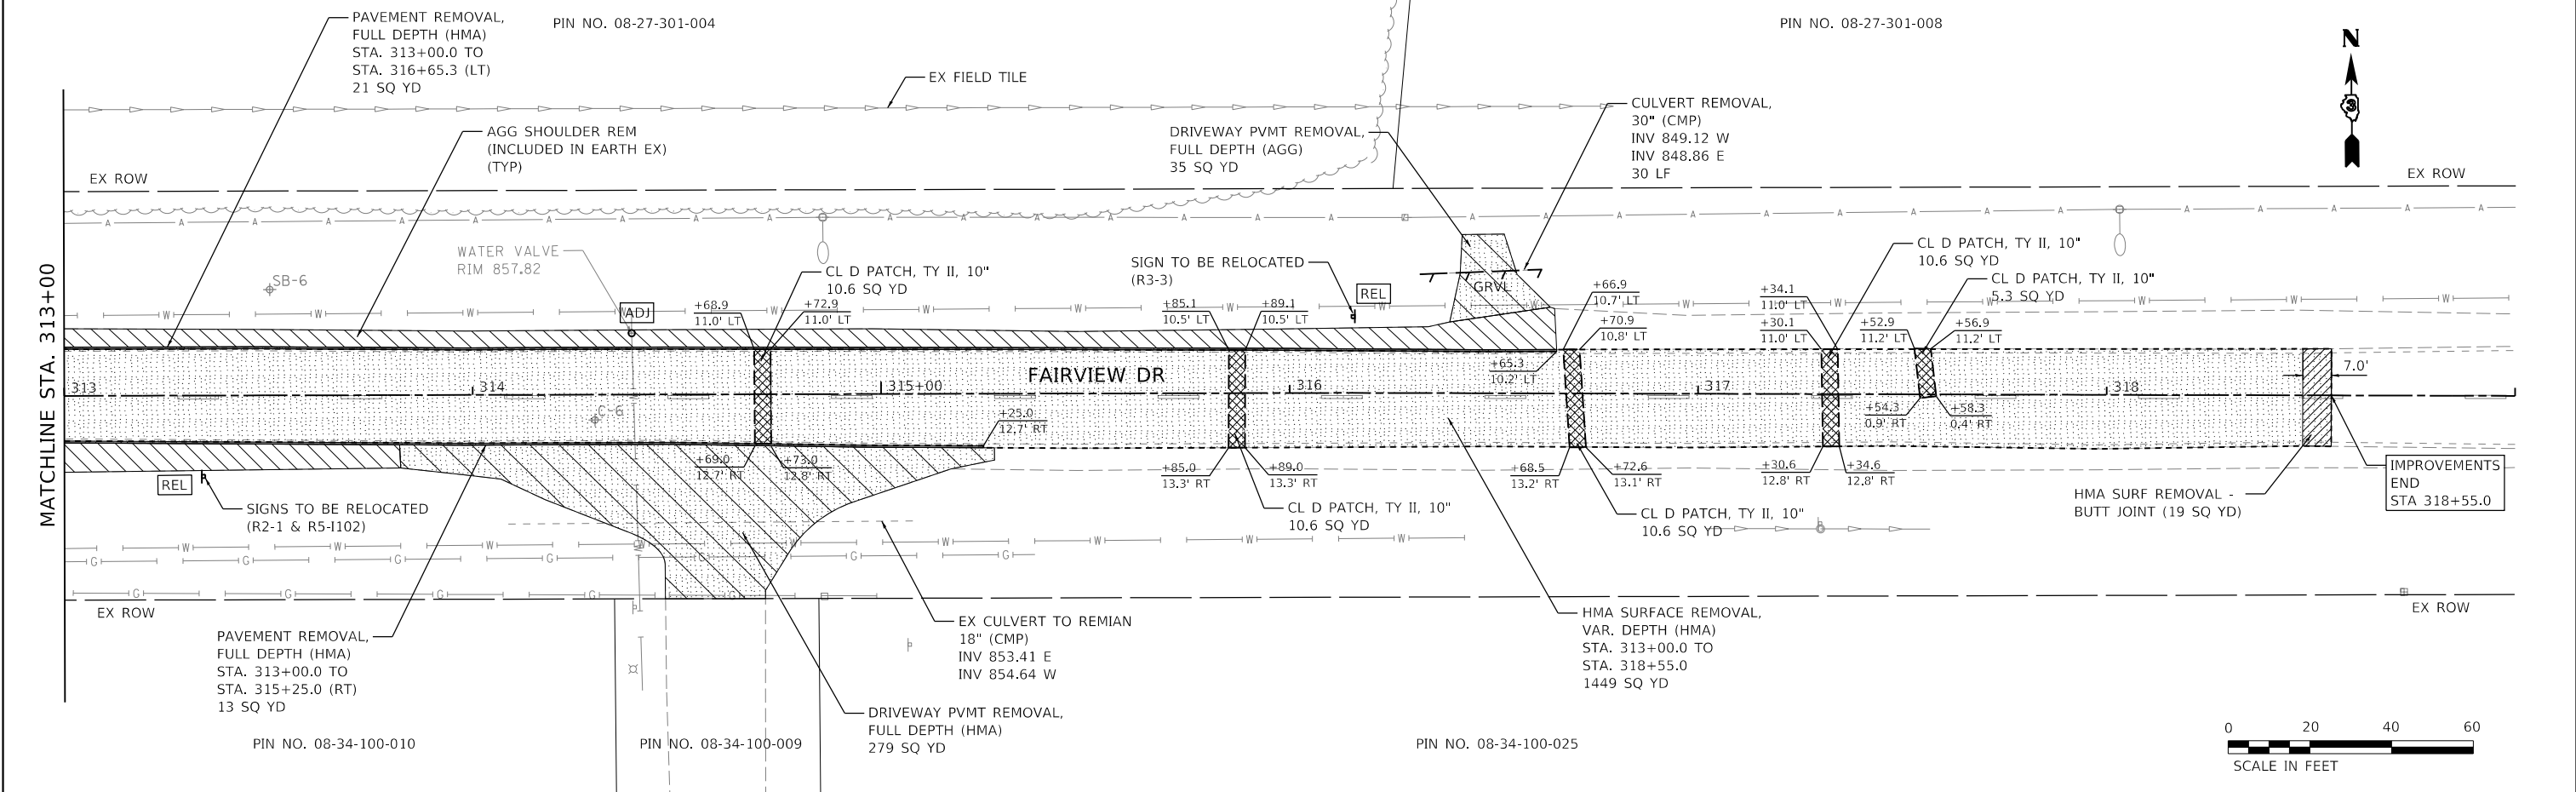 PAVEMENT REMOVAL,
FULL DEPTH (HMA)
STA. 313+00.0 TO
STA. 316+65.3 (LT)
21 SQ YD
PIN NO. 08-27-301-004
PIN NO. 08-27-301-008
N
3
EX FIELD TILE
AGG SHOULDER REM
(INCLUDED IN EARTH EX)
(TYP)
DRIVEWAY PVMT REMOVAL,
FULL DEPTH (AGG)
35 SQ YD
CULVERT REMOVAL,
30" (CMP)
INV 849.12 W
INV 848.86 E
30 LF
EX ROW
EX ROW
WATER VALVE
RIM 857.82
SB-6
ADJ
CL D PATCH, TY II, 10"
10.6 SQ YD
SIGN TO BE RELOCATED
(R3-3)
REL
GRVL
CL D PATCH, TY II, 10"
10.6 SQ YD
CL D PATCH, TY II, 10"
5.3 SQ YD
+68.9
11.0' LT
+72.9
11.0' LT
+85.1
10.5' LT
+89.1
10.5' LT
+66.9
10.7' LT
+70.9
10.8' LT
+65.3
10.2' LT
+34.1
11.0' LT
+30.1
11.0' LT
+52.9
11.2' LT
+56.9
11.2' LT
MATCHLINE STA. 313+00
313
314
315+00
FAIRVIEW DR
316
317
318
7.0'
C-6
+25.0
12.7' RT
+54.3
0.9' RT
+58.3
0.4' RT
+69.0
12.7' RT
+73.0
12.8' RT
+85.0
13.3' RT
+89.0
13.3' RT
+68.5
13.2' RT
+72.6
13.1' RT
+30.6
12.8' RT
+34.6
12.8' RT
REL
SIGNS TO BE RELOCATED
(R2-1 & R5-I102)
CL D PATCH, TY II, 10"
10.6 SQ YD
CL D PATCH, TY II, 10"
10.6 SQ YD
HMA SURF REMOVAL -
BUTT JOINT (19 SQ YD)
IMPROVEMENTS
END
STA 318+55.0
EX ROW
EX ROW
PAVEMENT REMOVAL,
FULL DEPTH (HMA)
STA. 313+00.0 TO
STA. 315+25.0 (RT)
13 SQ YD
EX CULVERT TO REMIAN
18" (CMP)
INV 853.41 E
INV 854.64 W
HMA SURFACE REMOVAL,
VAR. DEPTH (HMA)
STA. 313+00.0 TO
STA. 318+55.0
1449 SQ YD
DRIVEWAY PVMT REMOVAL,
FULL DEPTH (HMA)
279 SQ YD
PIN NO. 08-34-100-010
PIN NO. 08-34-100-009
PIN NO. 08-34-100-025
0 20 40 60
SCALE IN FEET